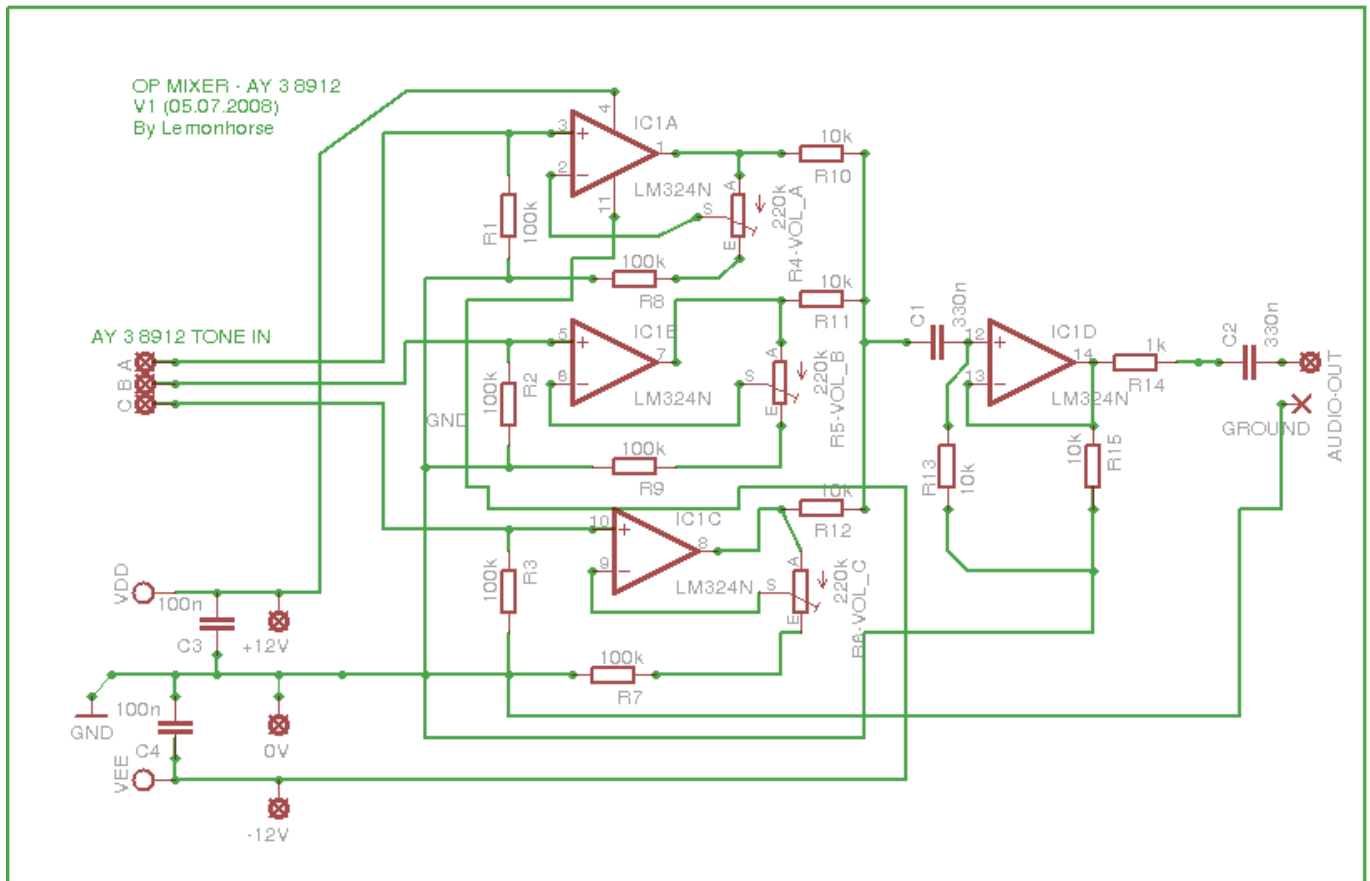 OP MIXER - AY 3 8912
V1 (05.07.2008)
By Lemonhorse
4
IC1A
3
+
1
2
-
LM324N
11
10k
R10
A
S
E
220k
R4-VOL_A
R1
100k
100k
R8
AY 3 8912 TONE IN
A
B
C
IC1B
5
+
7
6
-
LM324N
10k
R11
A
S
E
220k
R5-VOL_B
R2
100k
GND
100k
R9
C1
330n
IC1D
12
+
14
13
-
LM324N
1k
R14
C2
330n
AUDIO-OUT
GROUND
R13
10k
10k
R15
IC1C
10
+
8
9
-
LM324N
10k
R12
A
S
E
220k
R6-VOL_C
R3
100k
100k
R7
VDD
100n
C3
+12V
GND
100n
C4
0V
VEE
-12V